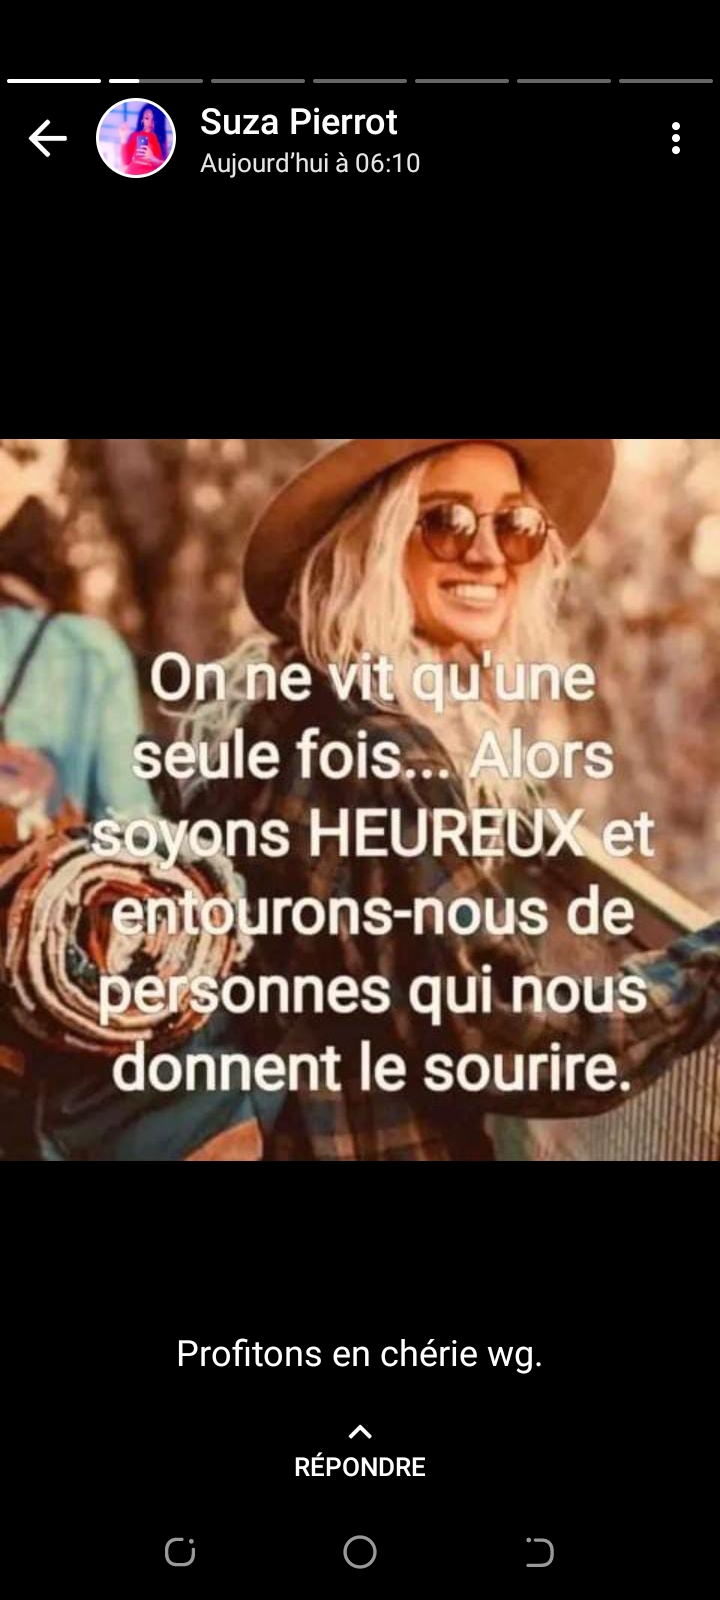 Suza Pierrot
Aujourd’hui à 06:10
On ne vit qu'une
seule fois... Alors
soyons HEUREUX et
entourons-nous de
personnes qui nous
donnent le sourire.
Profitons en chérie wg.
RÉPONDRE